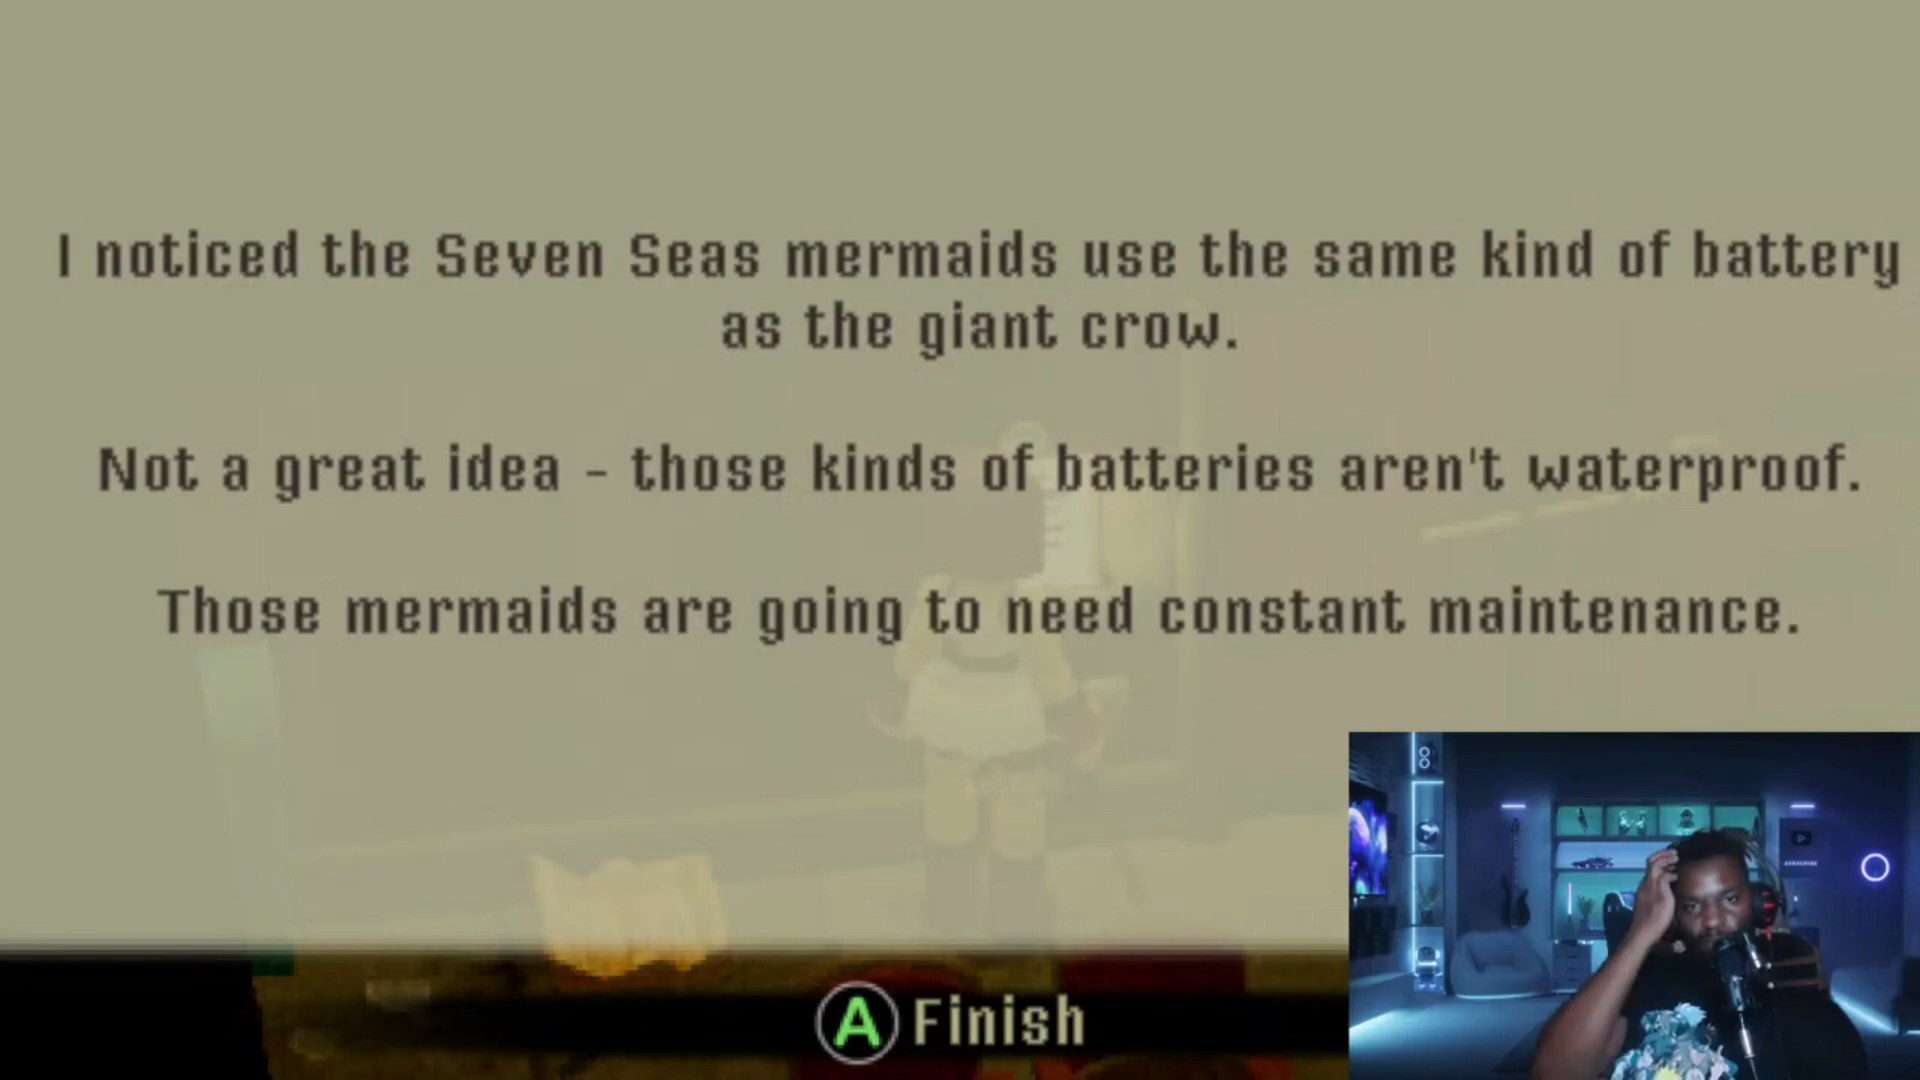 I noticed the Seven Seas mermaids use the same kind of battery
as the giant crow.
Not a great idea - those kinds of batteries aren't waterproof.
Those mermaids are going to need constant maintenance.
A Finish